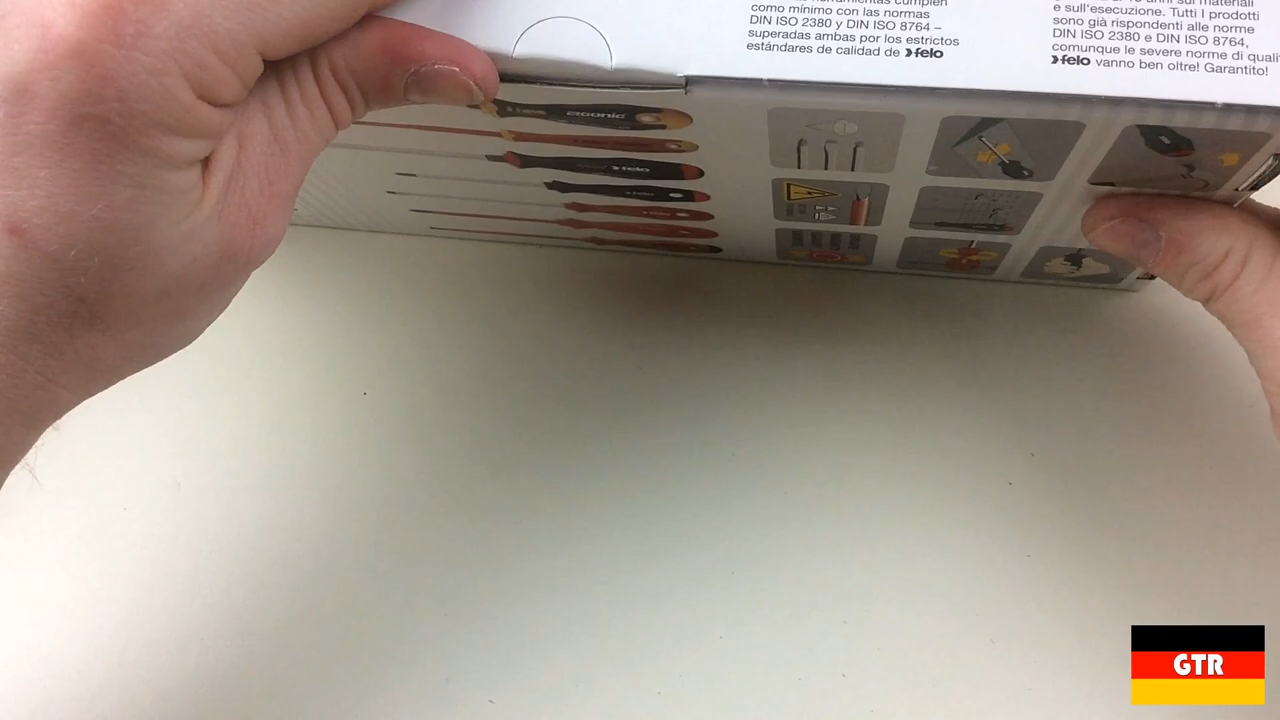 como mínimo con las normas
DIN ISO 2380 y DIN ISO 8764 –
superadas ambas por los estrictos
estándares de calidad de felo
e sull'esecuzione. Tutti I prodotti
sono già rispondenti alle norme
DIN ISO 2380 e DIN ISO 8764,
comunque le severe norme di
felo vanno ben oltre! Garantito!
ERGONIC
felo
GTR